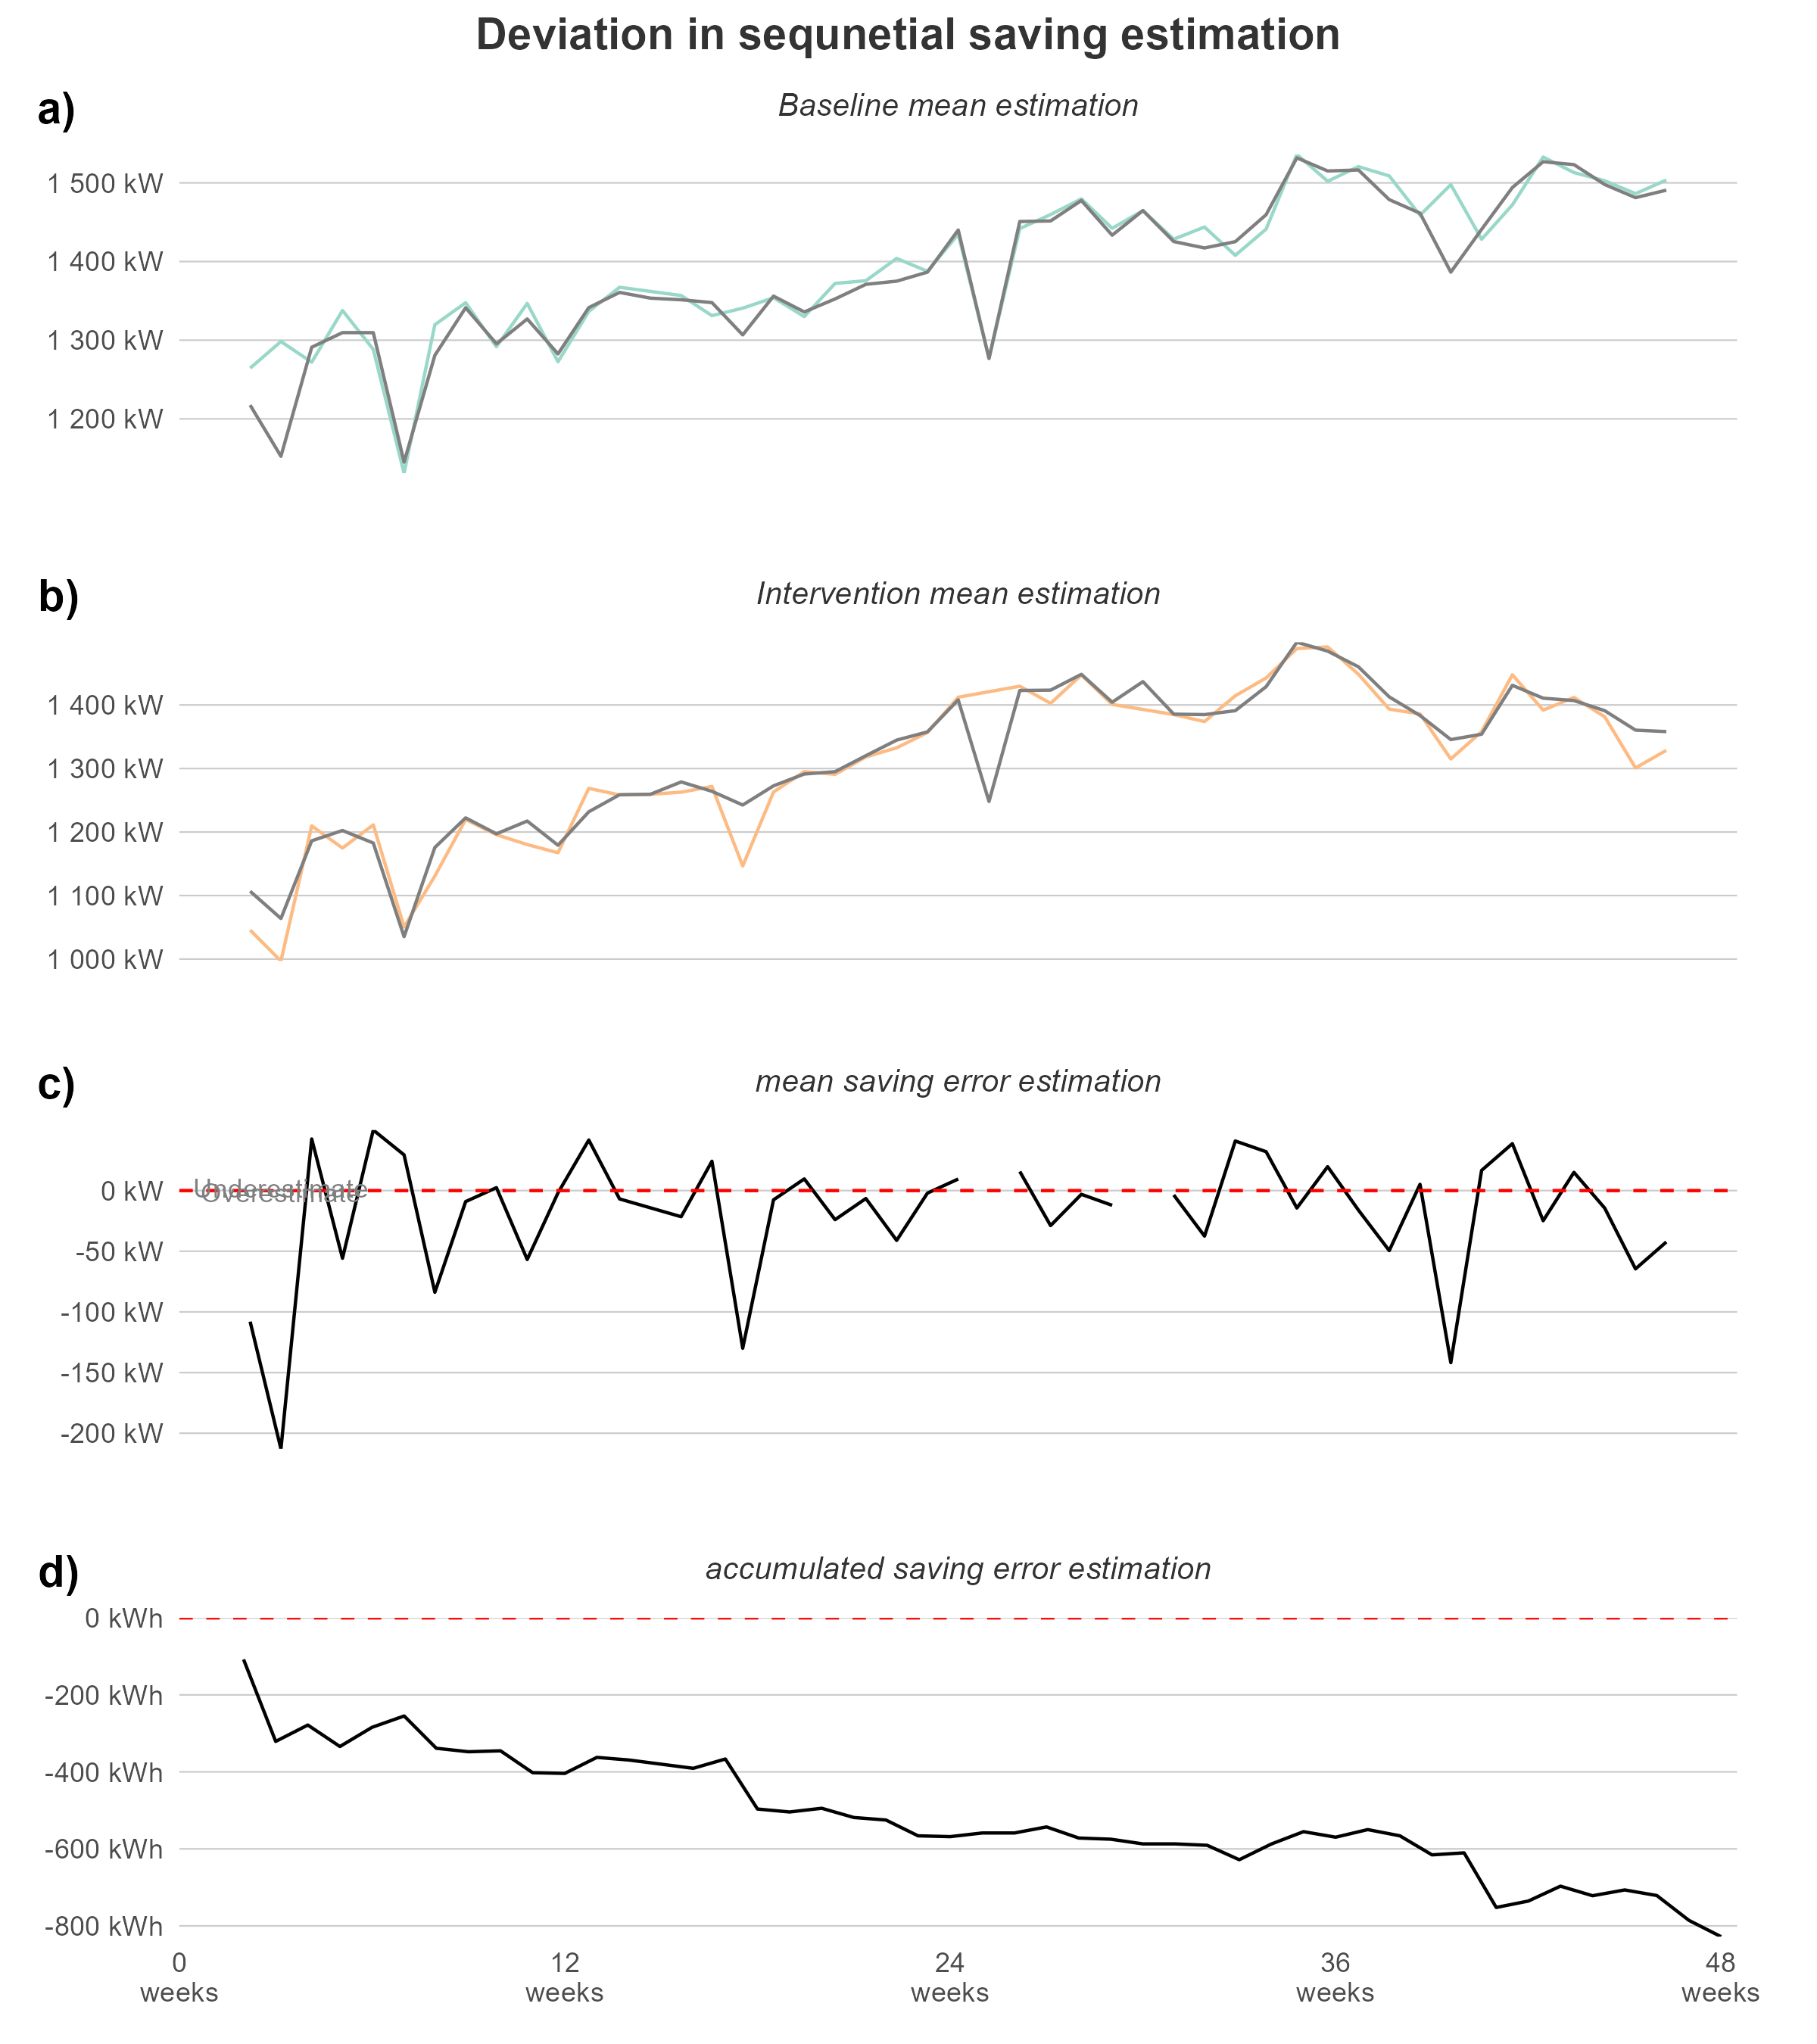 Deviation in sequnetial saving estimation
a)
Baseline mean estimation
1 500 kW
1 400 kW
1 300 kW
1 200 kW
b)
Intervention mean estimation
1 400 kW
1 300 kW
1 200 kW
1 100 kW
1 000 kW
c)
mean saving error estimation
Underestimate
Overestimate
0 kW
-50 kW
-100 kW
-150 kW
-200 kW
d)
accumulated saving error estimation
0 kWh
-200 kWh
-400 kWh
-600 kWh
-800 kWh
0 12 24 36 48
weeks weeks weeks weeks weeks